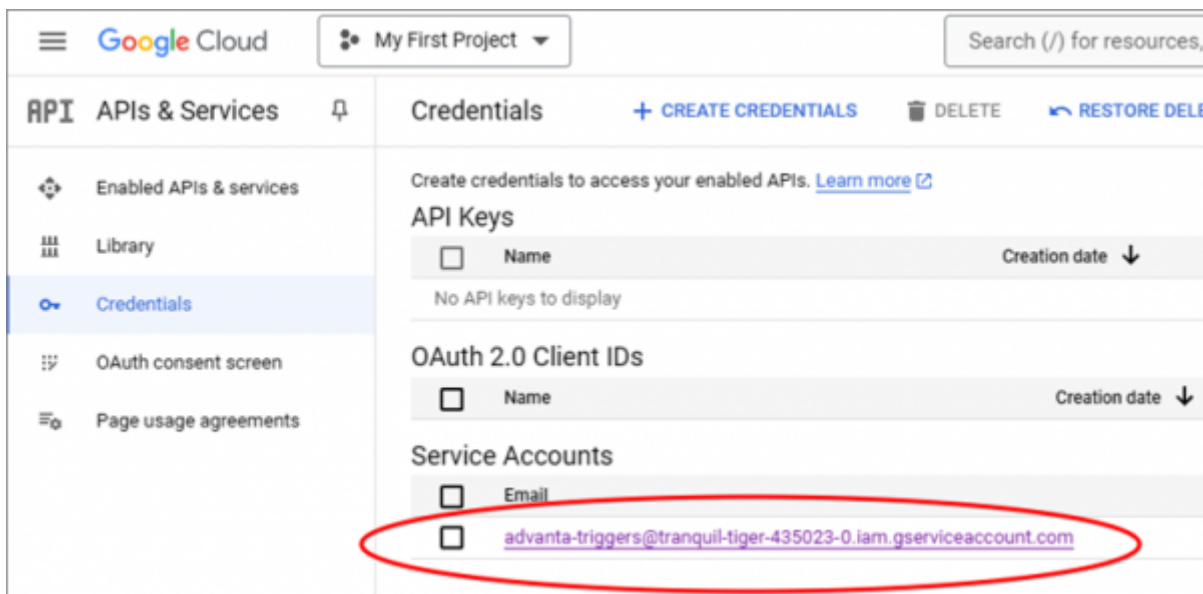 Google Cloud
My First Project
Search (/) for resources,
API APIs & Services
Credentials
+ CREATE CREDENTIALS
DELETE
RESTORE DELE
Enabled APIs & services
Library
Credentials
OAuth consent screen
Page usage agreements
Create credentials to access your enabled APIs. Learn more
API Keys
Name Creation date
No API keys to display
OAuth 2.0 Client IDs
Name Creation date
Service Accounts
Email
advanta-triggers@tranquil-tiger-435023-0.iam.gserviceaccount.com